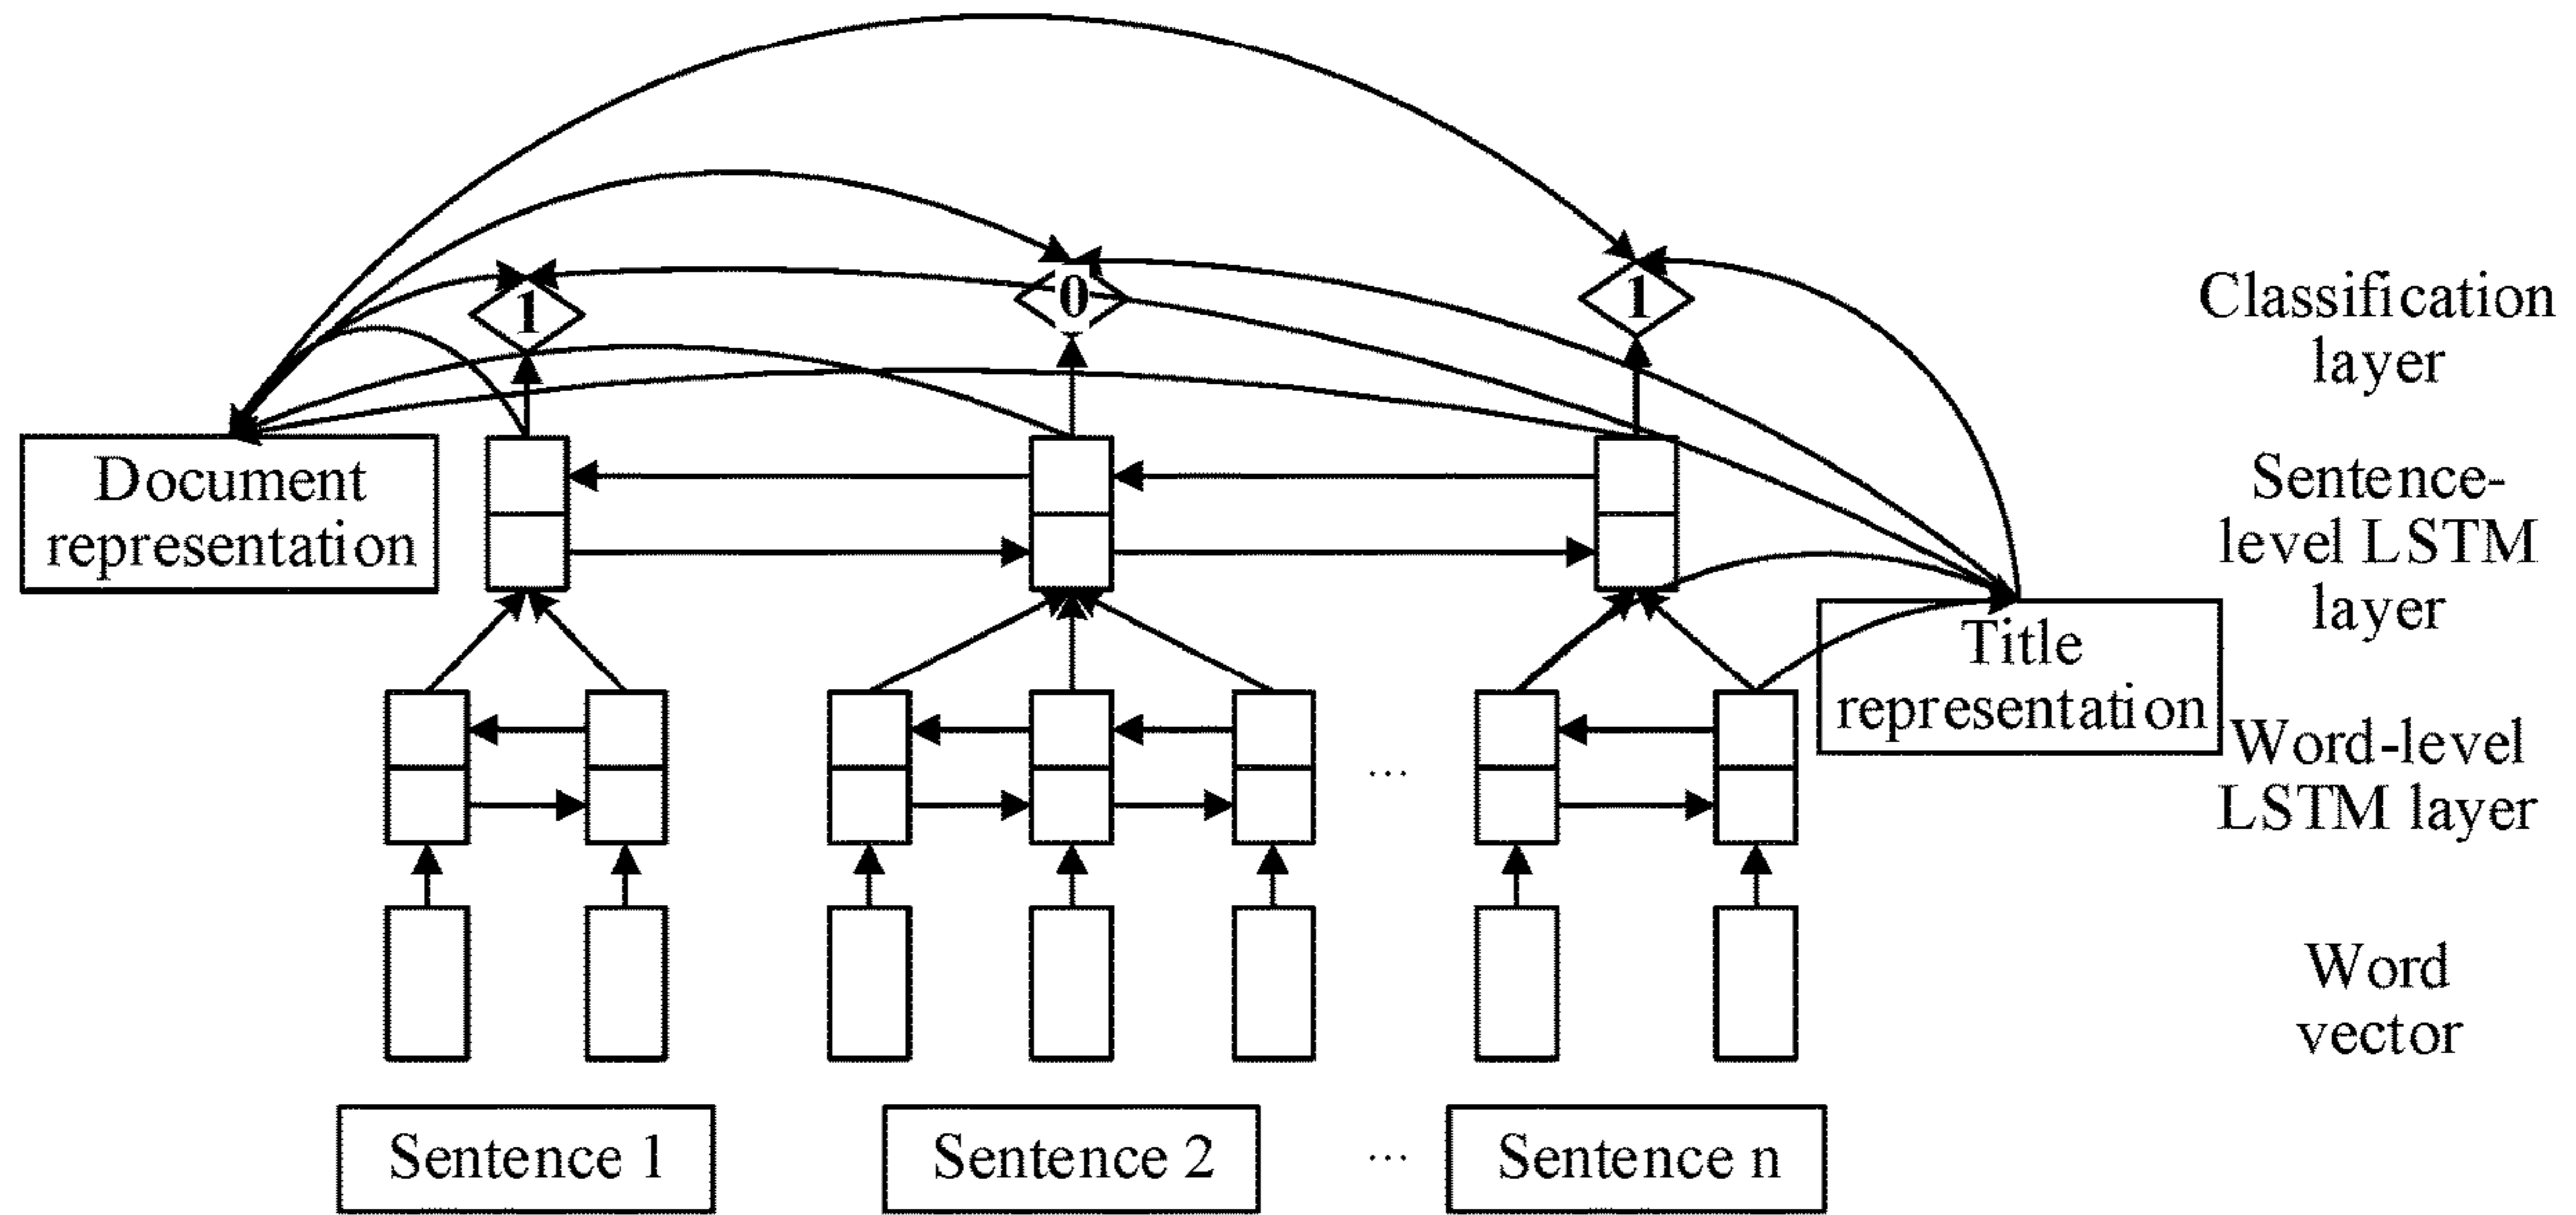 1
0
1
Classification
layer
Document
representation
Sentence-
level LSTM
layer
Title
representation
Word-level
LSTM layer
...
Word
vector
Sentence 1
Sentence 2
...
Sentence n